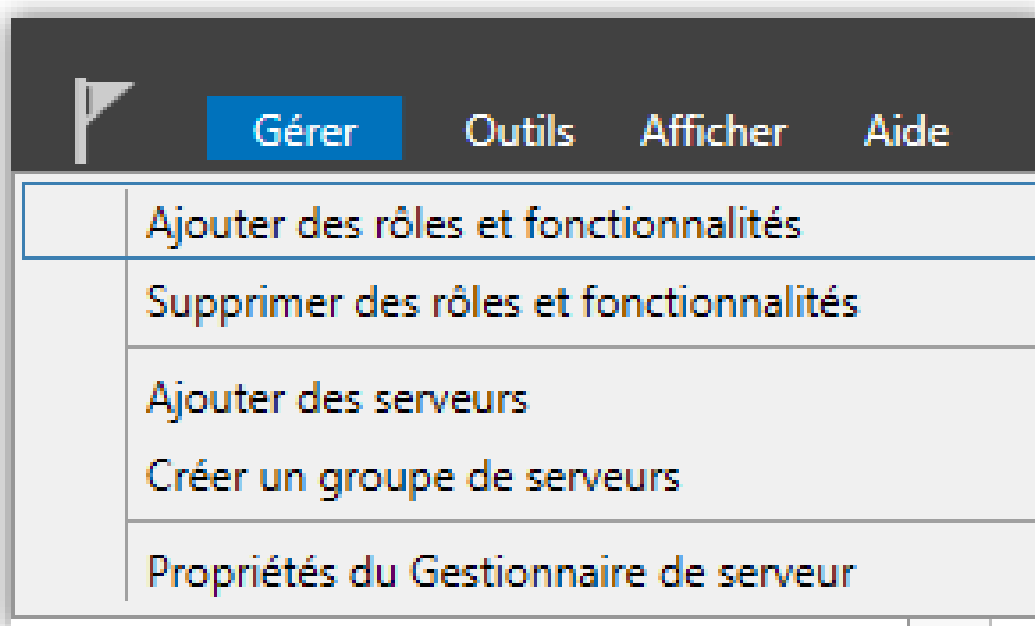 Gérer Outils Afficher Aide
Ajouter des rôles et fonctionnalités
Supprimer des rôles et fonctionnalités
Ajouter des serveurs
Créer un groupe de serveurs
Propriétés du Gestionnaire de serveur